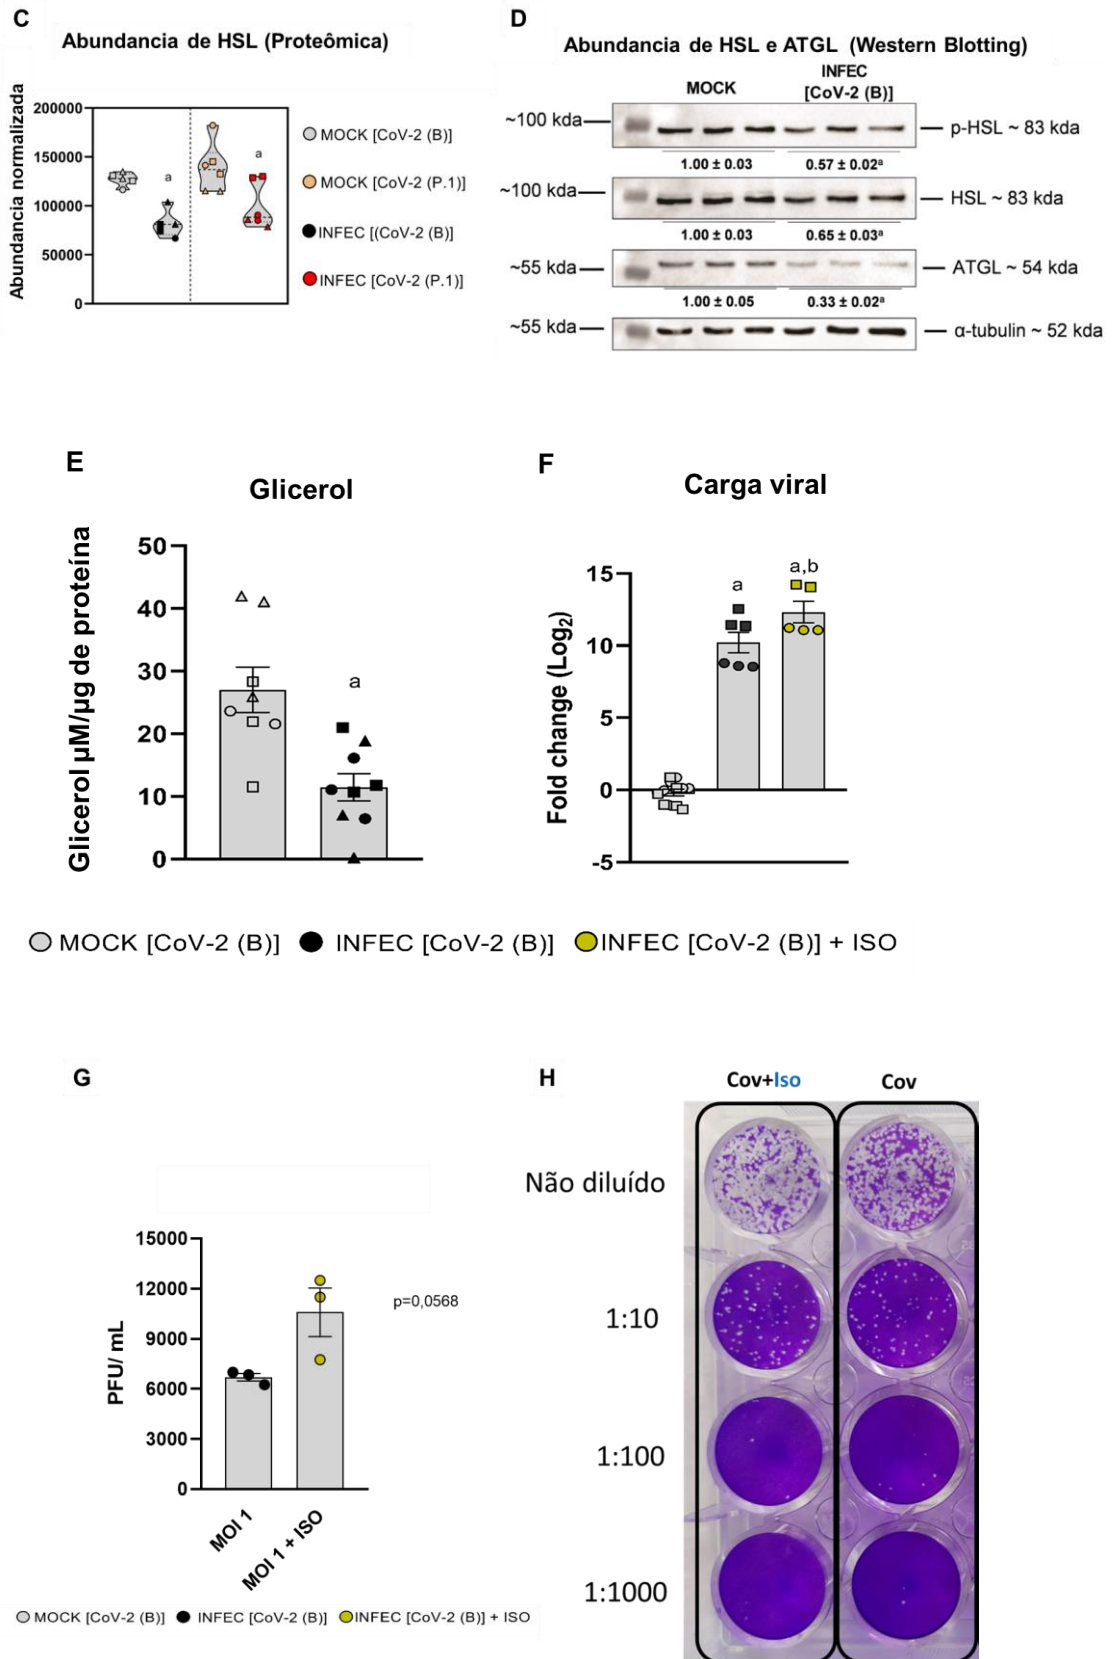 C
Abundancia de HSL (Proteômica)
Abundância normalizada
200000
150000
100000
50000
0
a
a
MOCK [CoV-2 (B)]
MOCK [CoV-2 (P.1)]
INFEC [(CoV-2 (B)]
INFEC [CoV-2 (P.1)]
D
Abundancia de HSL e ATGL (Western Blotting)
MOCK
INFEC
[CoV-2 (B)]
~100 kda
p-HSL ~ 83 kda
1.00 ± 0.03
0.57 ± 0.02ª
~100 kda
HSL ~ 83 kda
1.00 ± 0.03
0.65 ± 0.03ª
~55 kda
ATGL ~ 54 kda
1.00 ± 0.05
0.33 ± 0.02ª
~55 kda
α-tubulin ~ 52 kda
E
Glicerol
Glicerol µM/µg de proteína
50
40
30
20
10
0
a
F
Carga viral
Fold change (Log₂)
15
10
5
0
-5
a
a,b
MOCK [CoV-2 (B)]
INFEC [CoV-2 (B)]
INFEC [CoV-2 (B)] + ISO
G
PFU/ mL
15000
12000
9000
6000
3000
0
p=0,0568
MOI 1
MOI 1 + ISO
MOCK [CoV-2 (B)]
INFEC [CoV-2 (B)]
INFEC [CoV-2 (B)] + ISO
H
Cov+Iso
Cov
Não diluído
1:10
1:100
1:1000